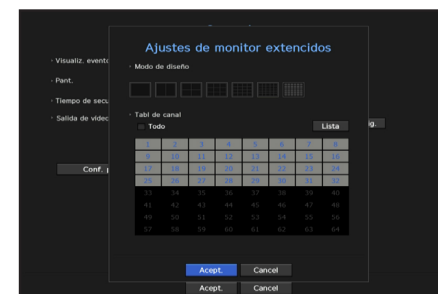 Ajustes de monitor extencidos
· Visualiz. evento
· Modo de diseño
· Pant.
· Tiempo de secu
· Tabl de canal
· Salida de videc
Todo
Lista
ig.
1 2 3 4 5 6 7 8
9 10 11 12 13 14 15 16
Conf. p
17 18 19 20 21 22 23 24
25 26 27 28 29 30 31 32
33 34 35 36 37 38 39 40
41 42 43 44 45 46 47 48
49 50 51 52 53 54 55 56
57 58 59 60 61 62 63 64
Acept. Cancel
Acept. Cancel